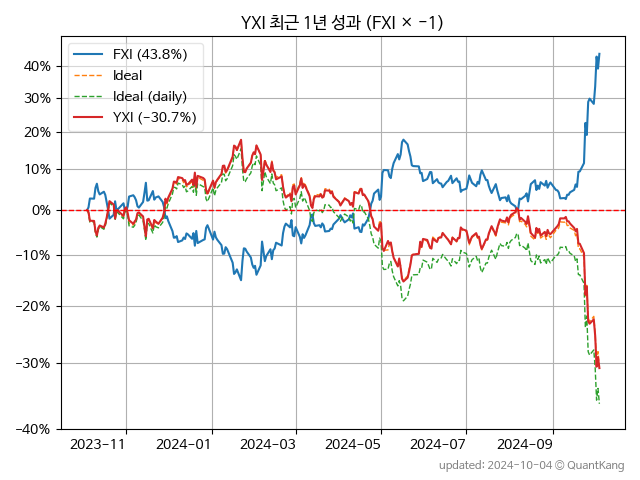 YXI 최근 1년 성과 (FXI × −1)
FXI (43.8%)
Ideal
Ideal (daily)
YXI (−30.7%)
40%
30%
20%
10%
0%
−10%
−20%
−30%
−40%
2023−11 2024−01 2024−03 2024−05 2024−07 2024−09
updated: 2024-10-04 © QuantKang